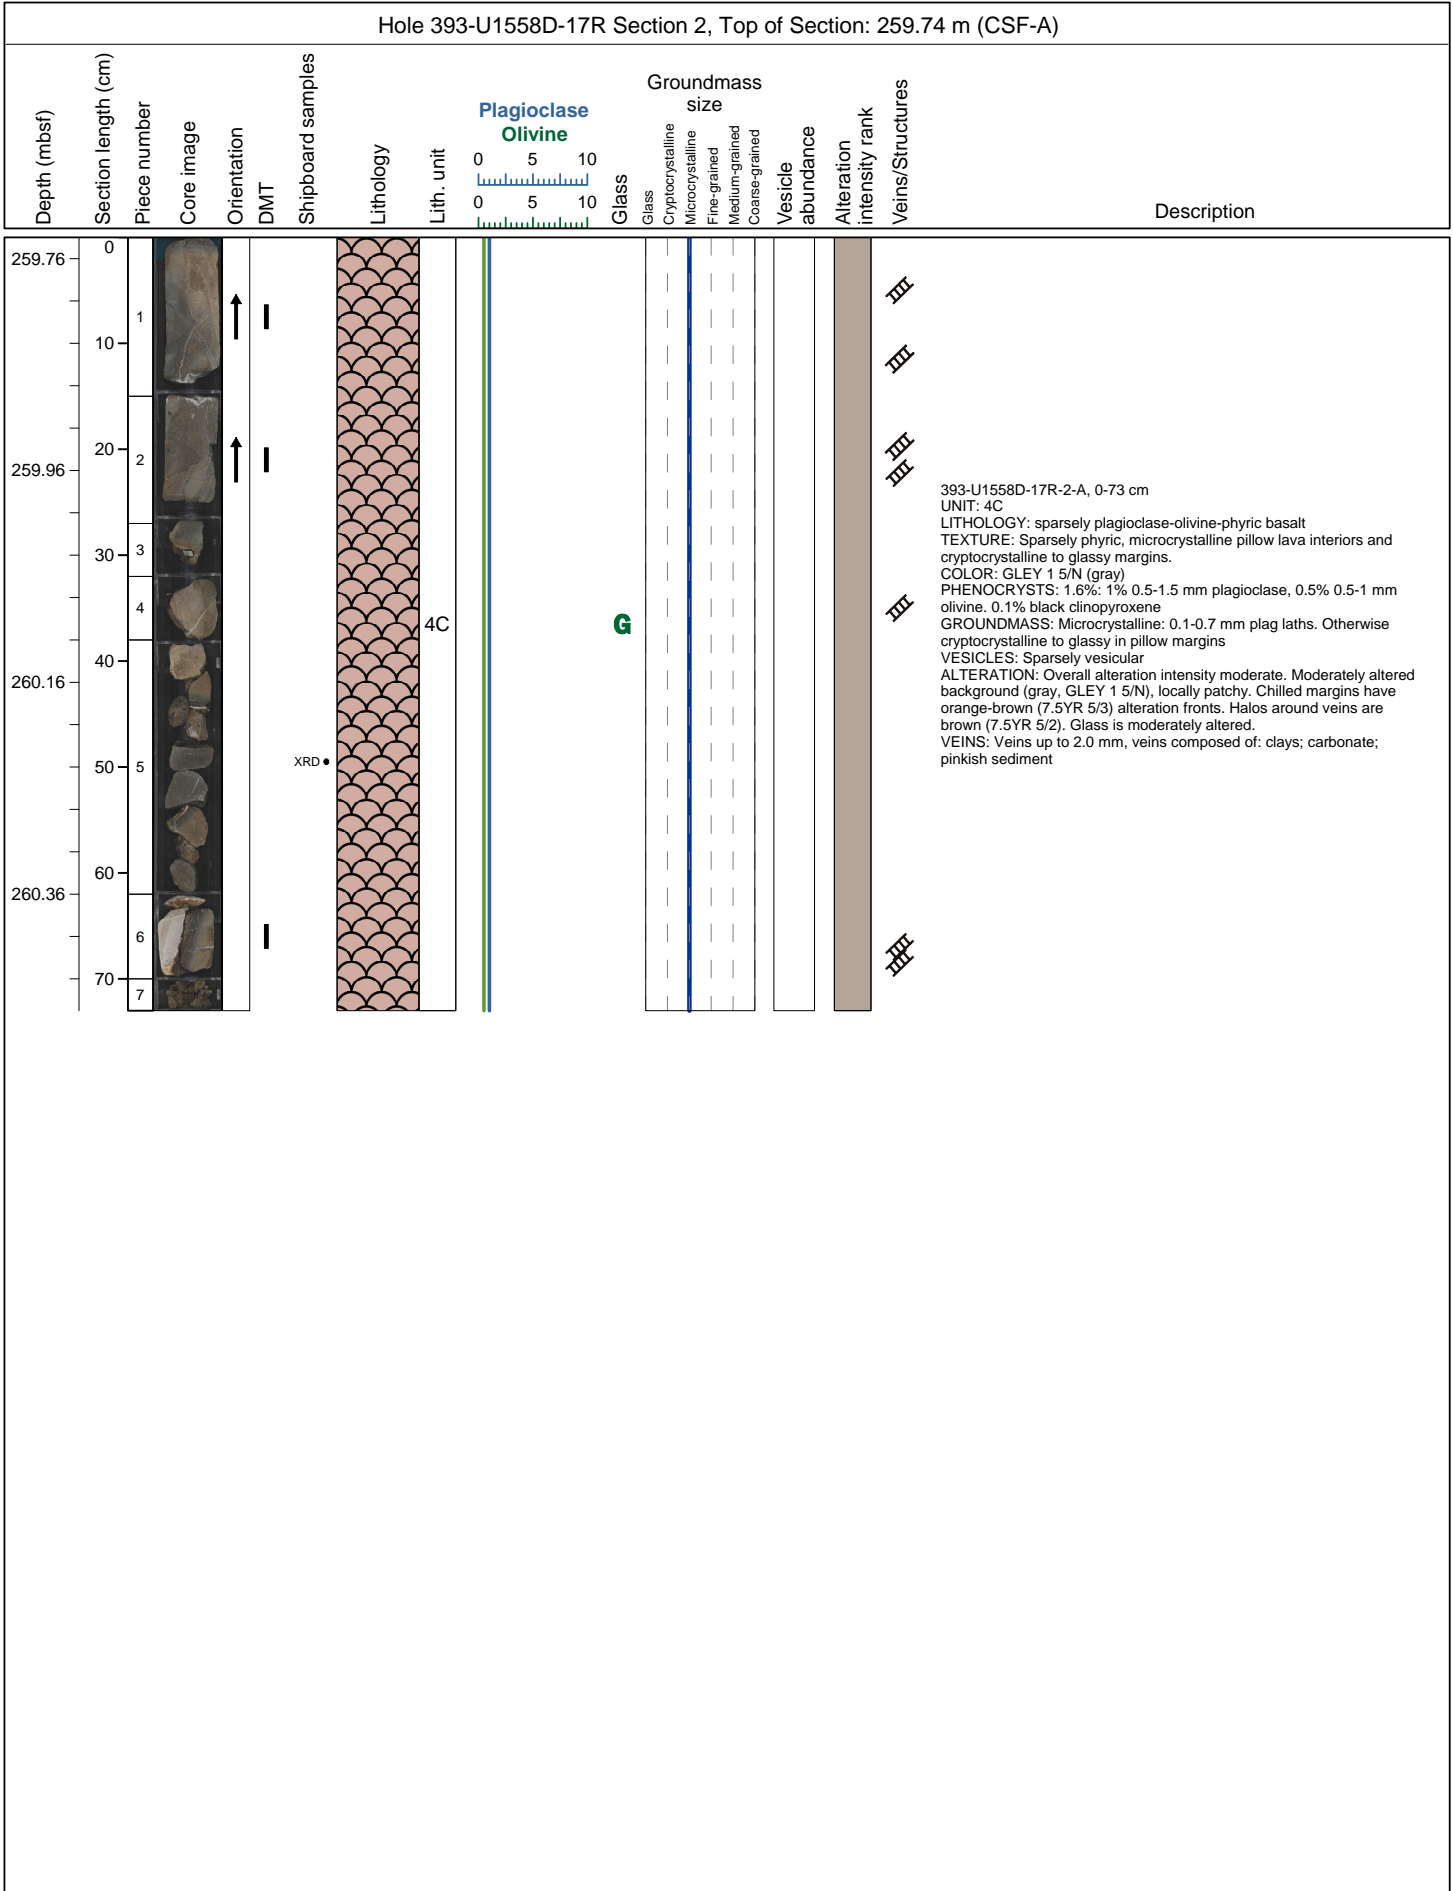 Hole 393-U1558D-17R Section 2, Top of Section: 259.74 m (CSF-A)
Depth (mbsf)
Section length (cm)
Piece number
Core image
Orientation
DMT
Shipboard samples
Lithology
Lith. unit
Plagioclase
Olivine
0 5 10
0 5 10
Glass
Groundmass
size
Glass
Cryptocrystalline
Microcrystalline
Fine-grained
Medium-grained
Coarse-grained
Vesicle
abundance
Alteration
intensity rank
Veins/Structures
Description
0
259.76
1
10
20
2
259.96
3
30
4
4C
G
40
260.16
XRD
50
5
60
260.36
6
70
7
393-U1558D-17R-2-A, 0-73 cm
UNIT: 4C
LITHOLOGY: sparsely plagioclase-olivine-phyric basalt
TEXTURE: Sparsely phyric, microcrystalline pillow lava interiors and
cryptocrystalline to glassy margins.
COLOR: GLEY 1 5/N (gray)
PHENOCRYSTS: 1.6%: 1% 0.5-1.5 mm plagioclase, 0.5% 0.5-1 mm
olivine. 0.1% black clinopyroxene
GROUNDMASS: Microcrystalline: 0.1-0.7 mm plag laths. Otherwise
cryptocrystalline to glassy in pillow margins
VESICLES: Sparsely vesicular
ALTERATION: Overall alteration intensity moderate. Moderately altered
background (gray, GLEY 1 5/N), locally patchy. Chilled margins have
orange-brown (7.5YR 5/3) alteration fronts. Halos around veins are
brown (7.5YR 5/2). Glass is moderately altered.
VEINS: Veins up to 2.0 mm, veins composed of: clays; carbonate;
pinkish sediment